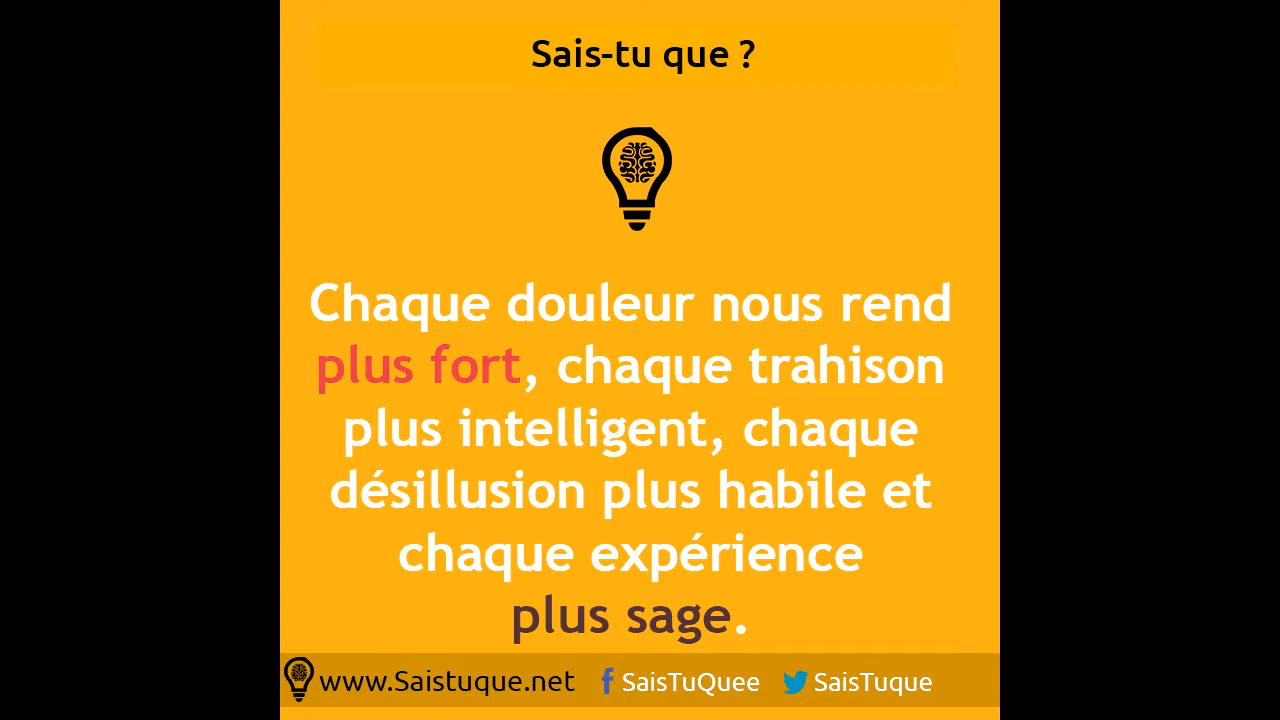 Sais-tu que ?
Chaque douleur nous rend
plus fort, chaque trahison
plus intelligent, chaque
désillusion plus habile et
chaque expérience
plus sage.
www.Saistuque.net SaisTuQuee SaisTuque